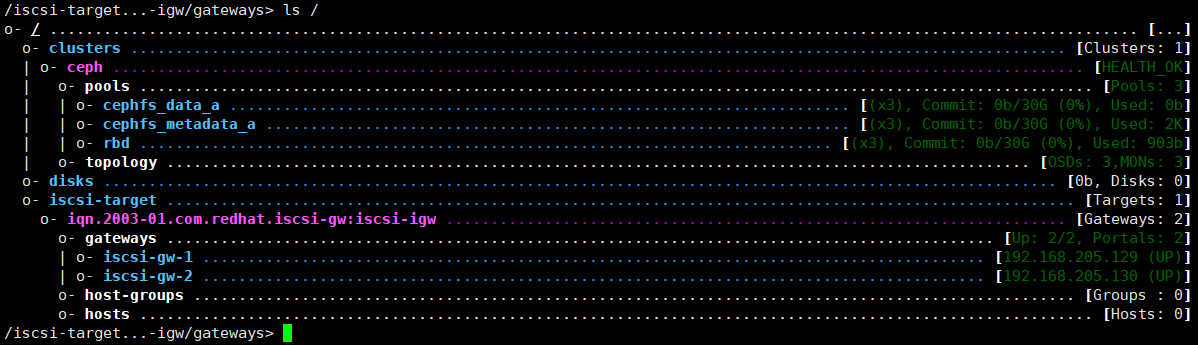 /iscsi-target...-igw/gateways> ls /
o- / ......................................................................................................................... [...]
  o- clusters ........................................................................................................ [Clusters: 1]
  | o- ceph ............................................................................................................ [HEALTH_OK]
  |   o- pools .......................................................................................................... [Pools: 3]
  |   | o- cephfs_data_a ...................................................................... [(x3), Commit: 0b/30G (0%), Used: 0b]
  |   | o- cephfs_metadata_a .................................................................. [(x3), Commit: 0b/30G (0%), Used: 2K]
  |   | o- rbd .............................................................................. [(x3), Commit: 0b/30G (0%), Used: 903b]
  |   o- topology ................................................................................................ [OSDs: 3,MONs: 3]
  o- disks .......................................................................................................... [0b, Disks: 0]
  o- iscsi-target ..................................................................................................... [Targets: 1]
    o- iqn.2003-01.com.redhat.iscsi-gw:iscsi-igw ..................................................................... [Gateways: 2]
      o- gateways ............................................................................................ [Up: 2/2, Portals: 2]
      | o- iscsi-gw-1 ....................................................................................... [192.168.205.129 (UP)]
      | o- iscsi-gw-2 ....................................................................................... [192.168.205.130 (UP)]
      o- host-groups .................................................................................................. [Groups : 0]
      o- hosts .......................................................................................................... [Hosts: 0]
/iscsi-target...-igw/gateways>